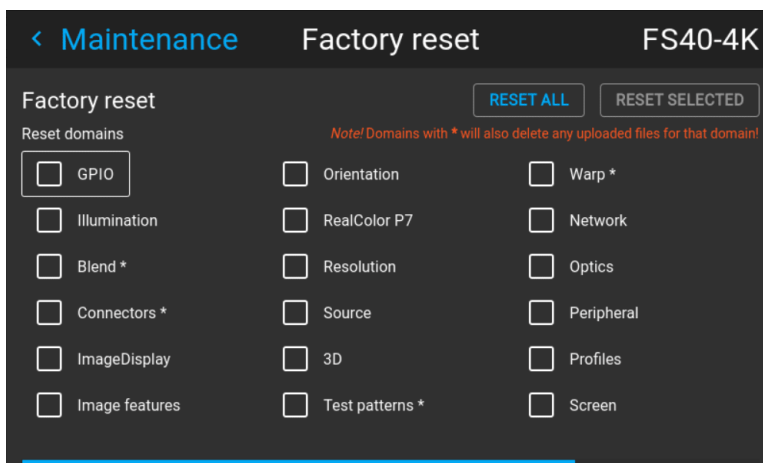 < Maintenance Factory reset FS40-4K
Factory reset RESET ALL RESET SELECTED
Reset domains Note! Domains with * will also delete any uploaded files for that domain!
GPIO Orientation Warp *
Illumination RealColor P7 Network
Blend * Resolution Optics
Connectors * Source Peripheral
ImageDisplay 3D Profiles
Image features Test patterns * Screen